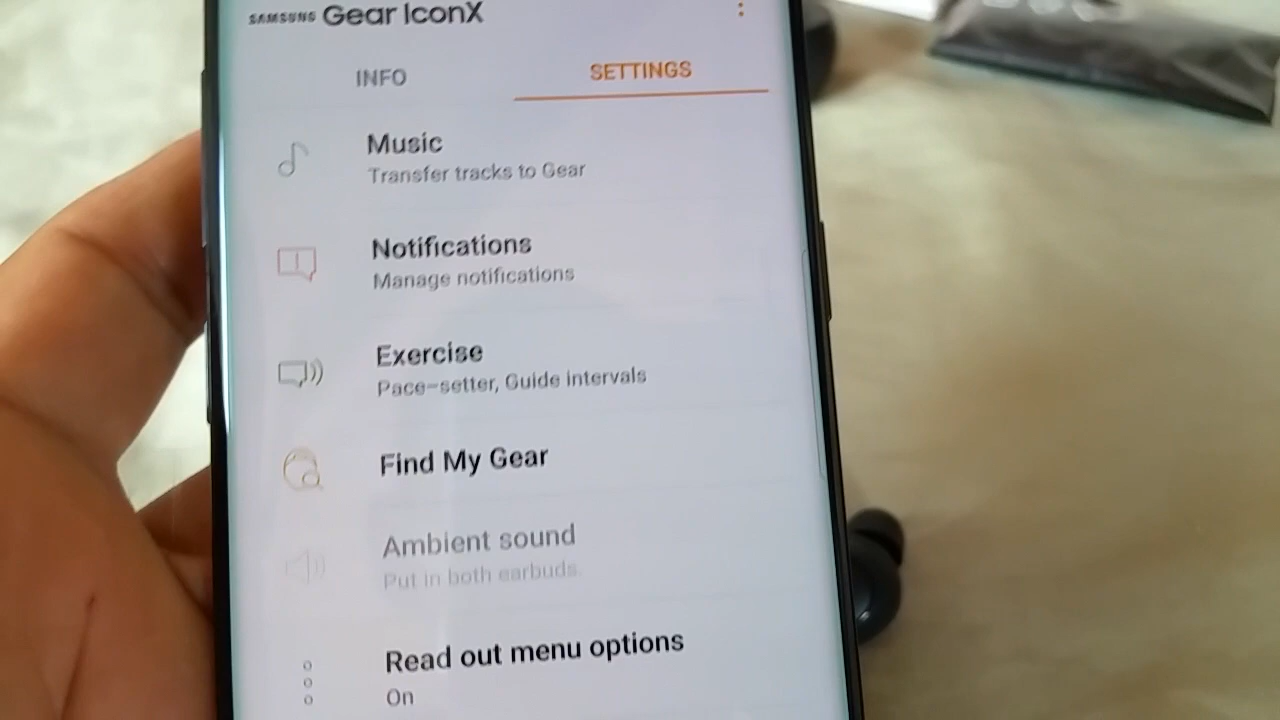 SAMSUNG Gear IconX
INFO
SETTINGS
Music
Transfer tracks to Gear
Notifications
Manage notifications
Exercise
Pace-setter, Guide intervals
Find My Gear
Ambient sound
Put in both earbuds.
Read out menu options
On